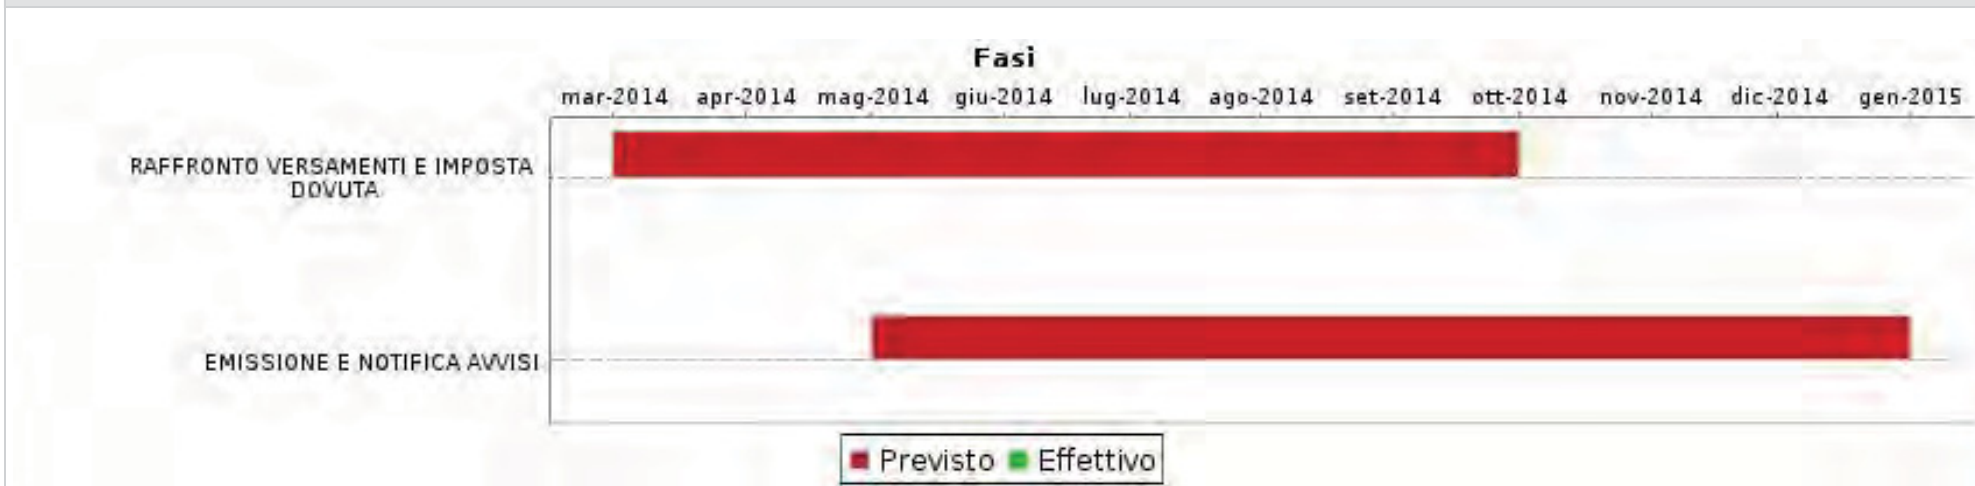 Fasi
mar-2014 apr-2014 mag-2014 giu-2014 lug-2014 ago-2014 set-2014 ott-2014 nov-2014 dic-2014 gen-2015
RAFFRONTO VERSAMENTI E IMPOSTA
DOVUTA
EMISSIONE E NOTIFICA AVVISI
Previsto Effettivo